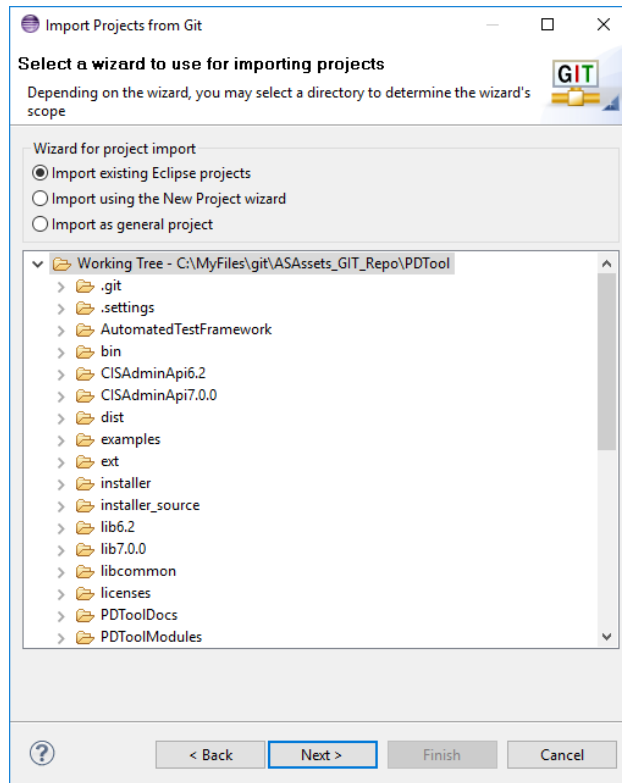 Import Projects from Git
Select a wizard to use for importing projects
Depending on the wizard, you may select a directory to determine the wizard's
scope
GIT
Wizard for project import
Import existing Eclipse projects
Import using the New Project wizard
Import as general project
Working Tree - C:\MyFiles\git\ASAssets_GIT_Repo\PDTool
.git
.settings
AutomatedTestFramework
bin
CISAdminApi6.2
CISAdminApi7.0.0
dist
examples
ext
installer
installer_source
lib6.2
lib7.0.0
libcommon
licenses
PDToolDocs
PDToolModules
?
< Back
Next >
Finish
Cancel